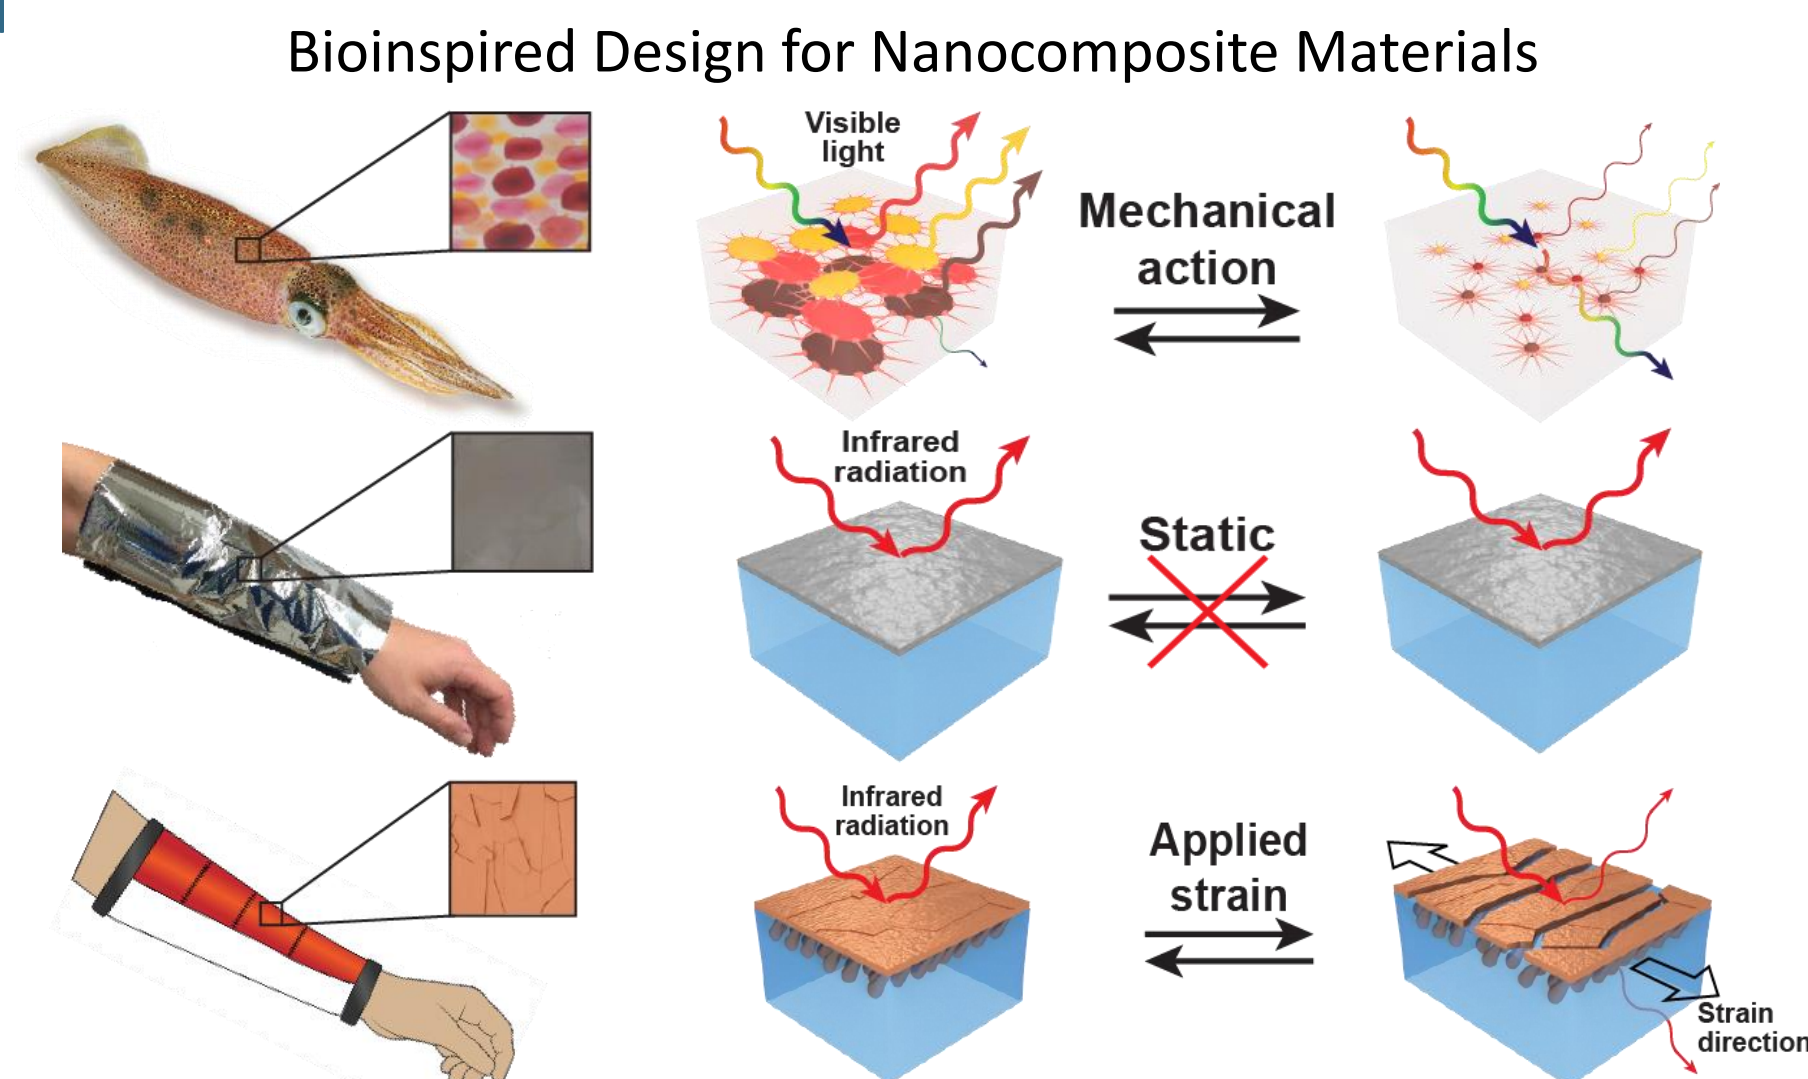 Bioinspired Design for Nanocomposite Materials
Visible
light
Mechanical
action
Infrared
radiation
Static
Infrared
radiation
Applied
strain
Strain
direction